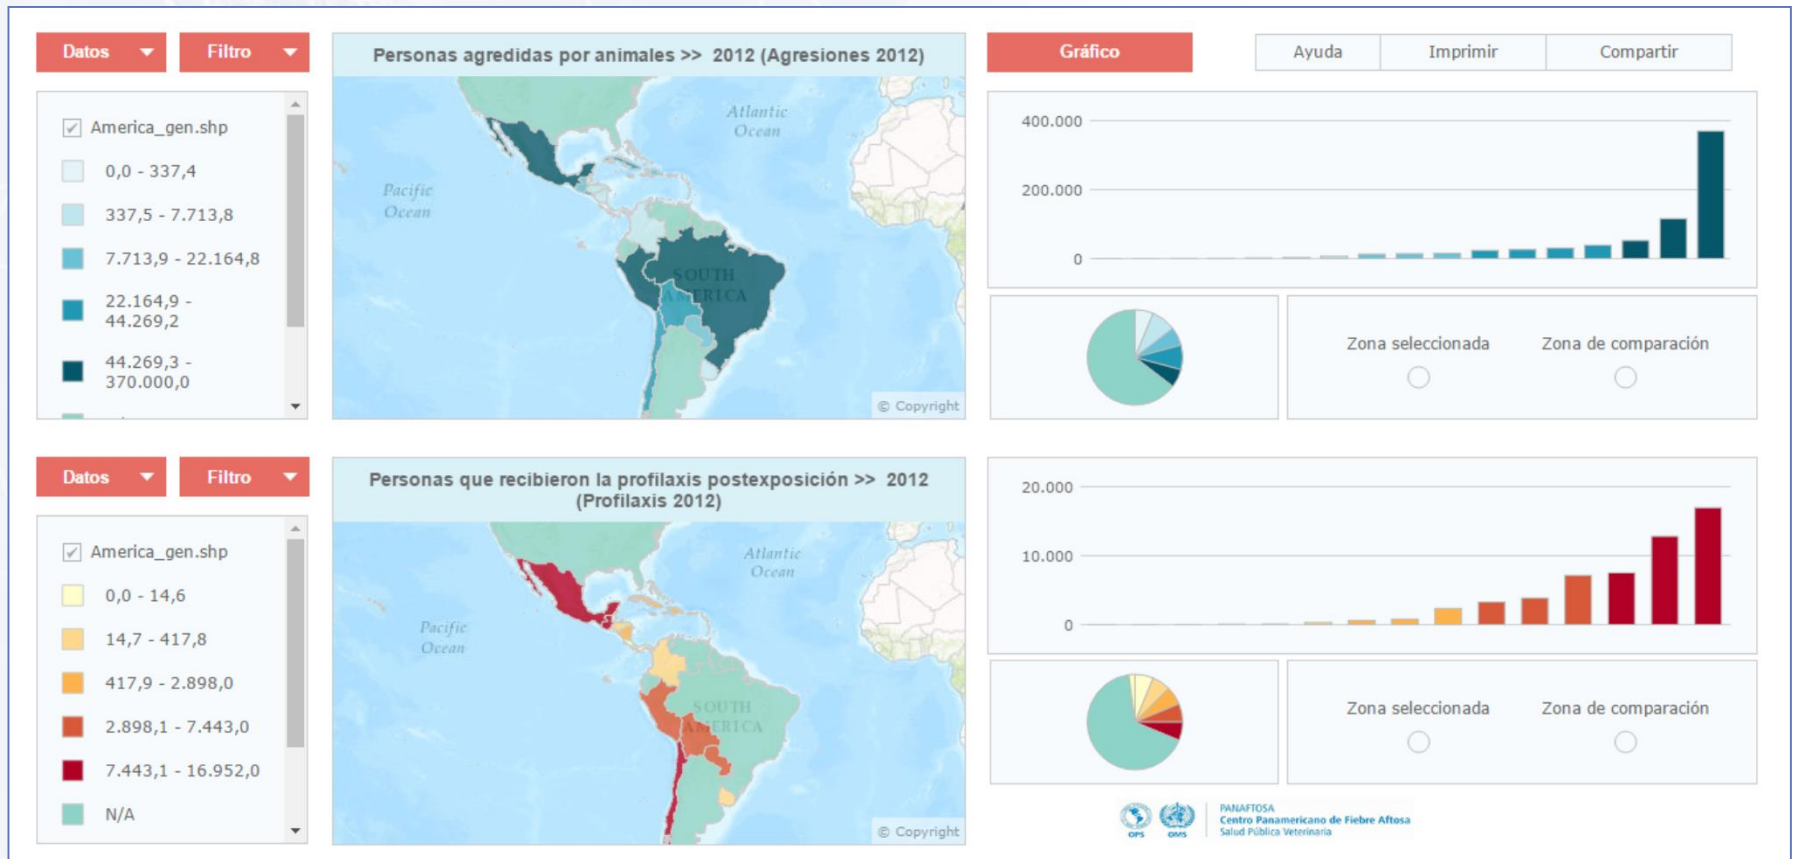 Datos
Filtro
America_gen.shp
0,0 - 337,4
337,5 - 7.713,8
7.713,9 - 22.164,8
22.164,9 -
44.269,2
44.269,3 -
370.000,0
Personas agredidas por animales >> 2012 (Agresiones 2012)
Atlantic
Ocean
Pacific
Ocean
SOUTH
AMERICA
© Copyright
Gráfico
Ayuda
Imprimir
Compartir
400.000
200.000
0
Zona seleccionada
Zona de comparación
Datos
Filtro
America_gen.shp
0,0 - 14,6
14,7 - 417,8
417,9 - 2.898,0
2.898,1 - 7.443,0
7.443,1 - 16.952,0
N/A
Personas que recibieron la profilaxis postexposición >> 2012
(Profilaxis 2012)
Atlantic
Ocean
Pacific
Ocean
SOUTH
AMERICA
© Copyright
20.000
10.000
0
Zona seleccionada
Zona de comparación
OPS
OMS
PANAFTOSA
Centro Panamericano de Fiebre Aftosa
Salud Pública Veterinaria